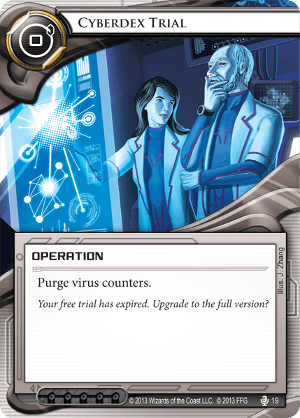 Cyberdex Trial
0
OPERATION
Purge virus counters.
Your free trial has expired. Upgrade to the full version?
Illus. J. Zhang
© 2013 Wizards of the Coast LLC. © 2013 FFG 19